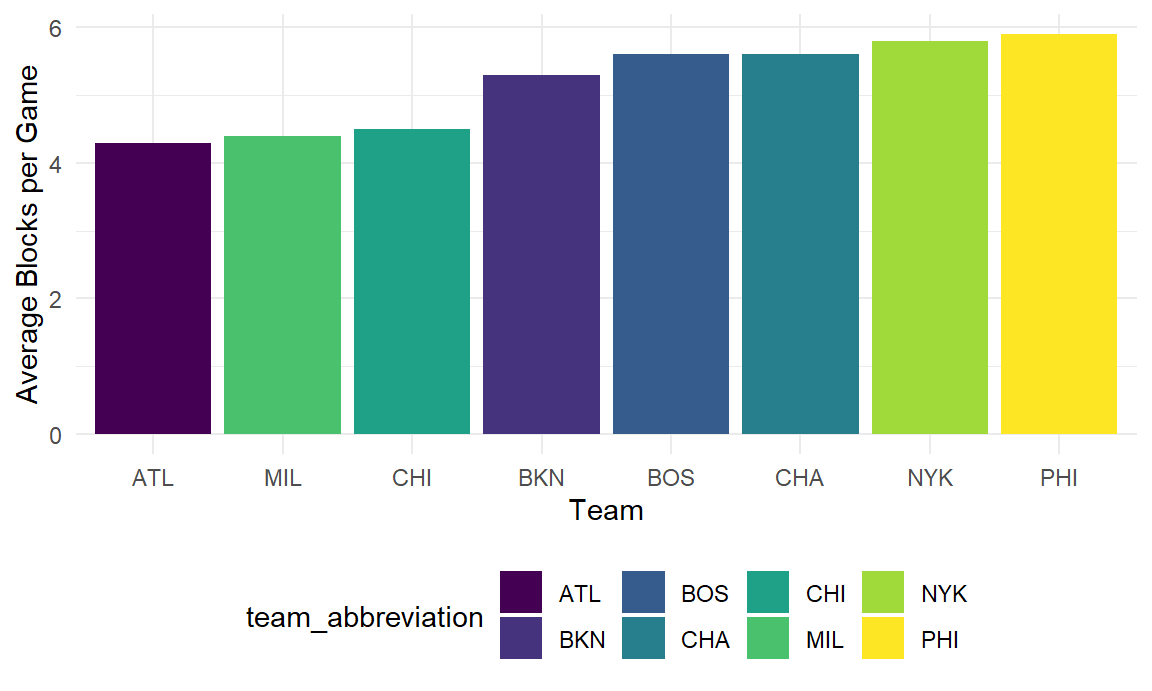 Average Blocks per Game
6
4
2
0
ATL MIL CHI BKN BOS CHA NYK PHI
Team
team_abbreviation
ATL BOS CHI NYK
BKN CHA MIL PHI